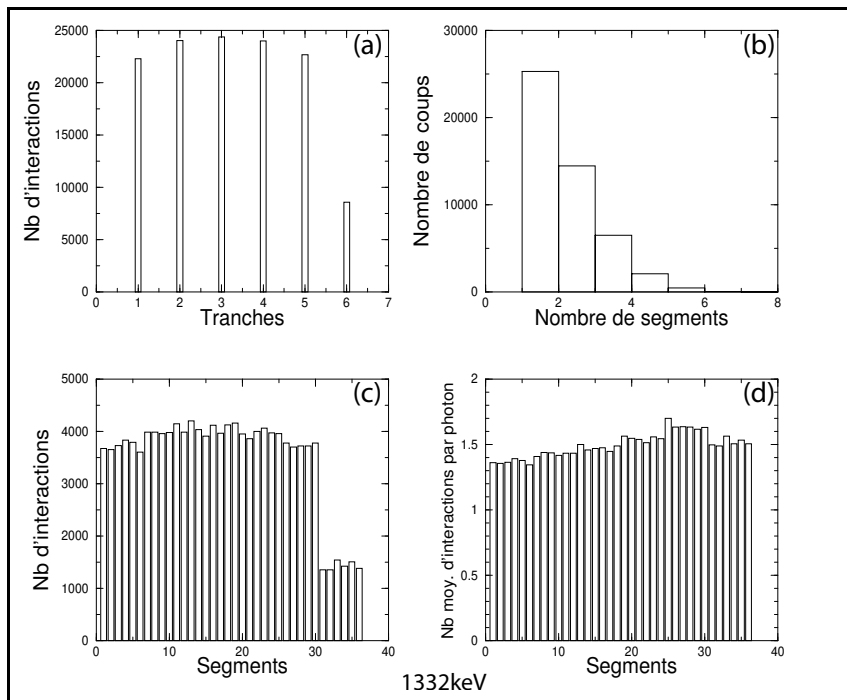 (a)
25000
20000
15000
10000
5000
0
Nb d'interactions
0 1 2 3 4 5 6 7
Tranches
(b)
30000
20000
10000
0
Nombre de coups
0 2 4 6 8
Nombre de segments
(c)
5000
4000
3000
2000
1000
0
Nb d'interactions
0 10 20 30 40
Segments
(d)
2
1.5
1
0.5
0
Nb moy. d'interactions par photon
0 10 20 30 40
Segments
1332keV